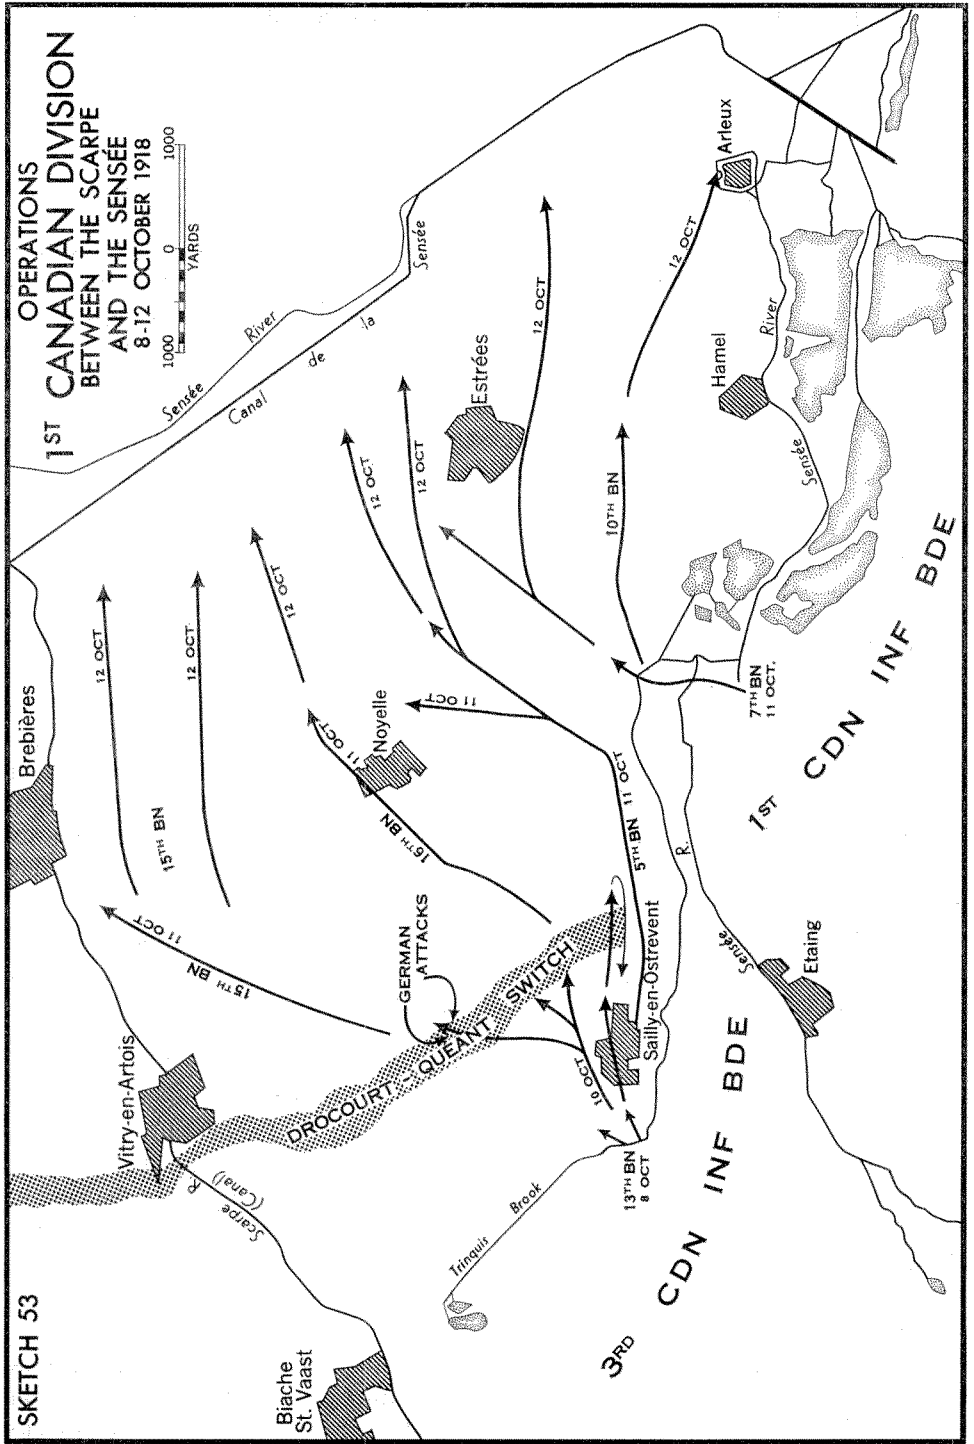 SKETCH 53
OPERATIONS
1ST CANADIAN DIVISION
BETWEEN THE SCARPE
AND THE SENSÉE
8-12 OCTOBER 1918
1000 0 1000
YARDS
Biache
St. Vaast
Scarpe R
(Canal)
Vitry-en-Artois
Brebières
15TH BN
11 OCT
15TH BN
12 OCT
12 OCT
Sensée River
Canal de la Sensée
DROCOURT - QUÉANT SWITCH
GERMAN
ATTACKS
16TH BN
11 OCT
Noyelle
12 OCT
11 OCT
12 OCT
12 OCT
Estrées
12 OCT
Trinquis Brook
13TH BN
8 OCT
10 OCT
Sailly-en-Ostrevent
5TH BN 11 OCT
10TH BN
12 OCT
Arleux
Hamel
Sensée River
7TH BN
11 OCT.
Sensée R.
Etaing
3RD CDN INF BDE
1ST CDN INF BDE